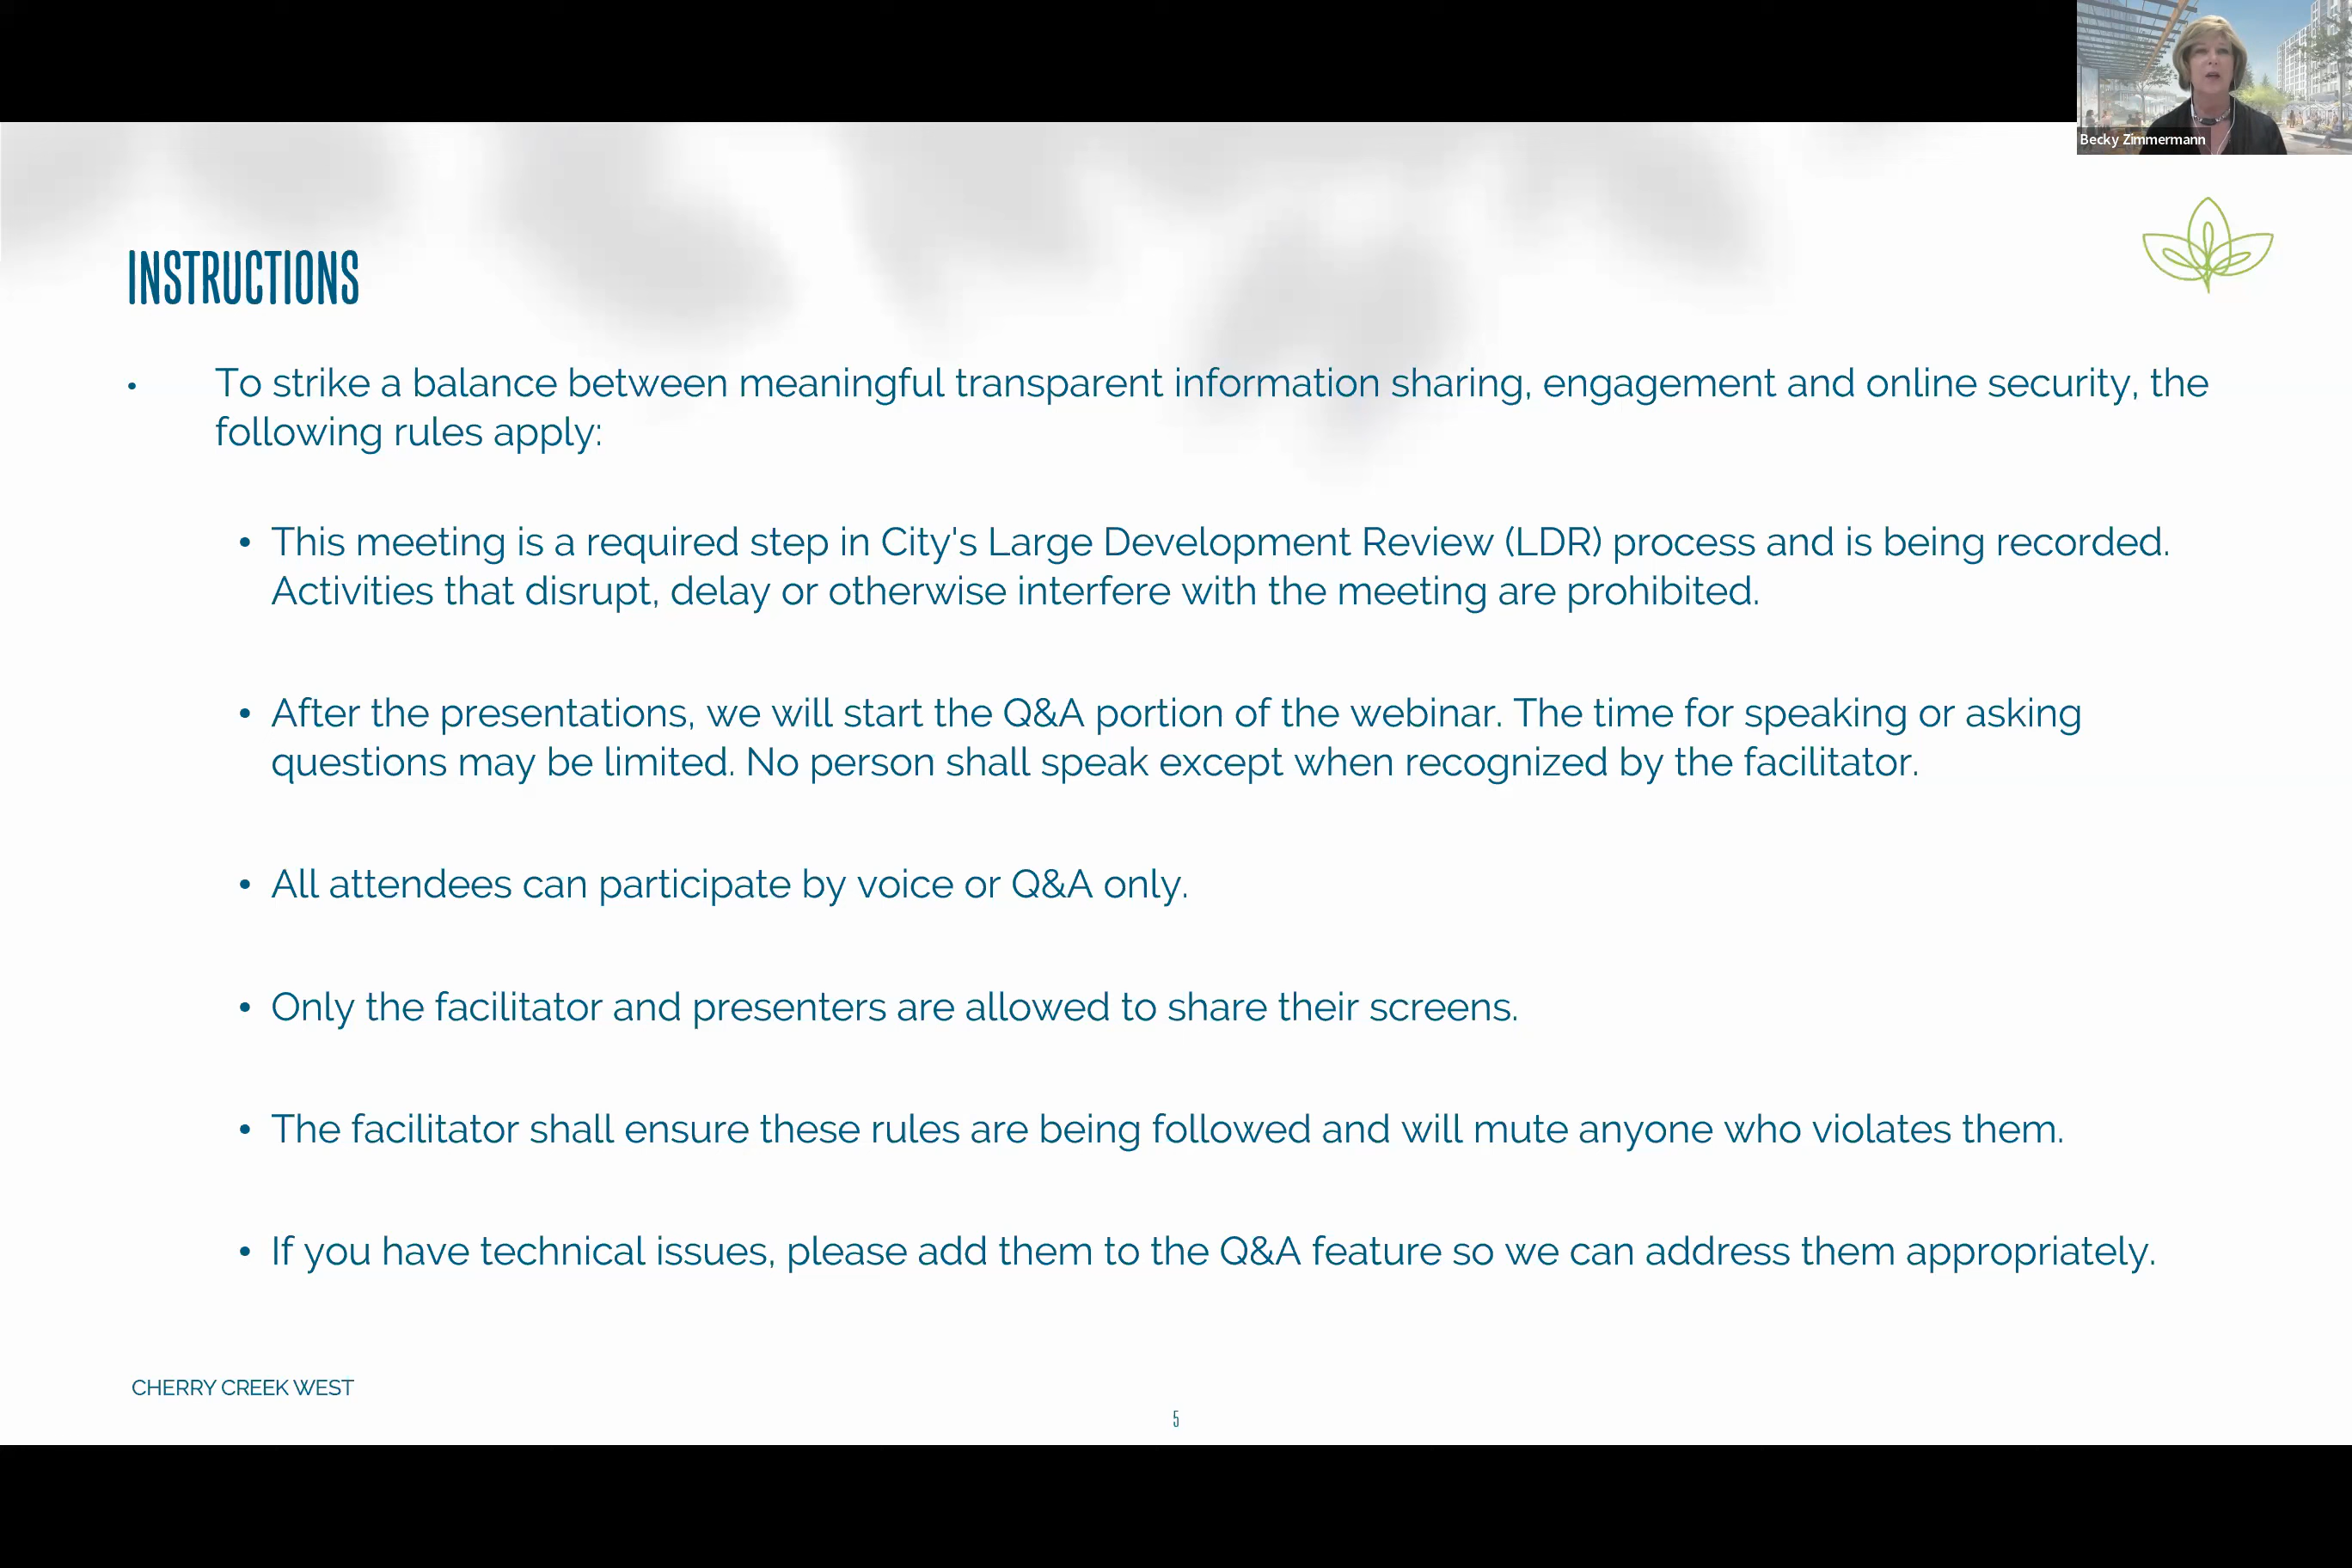 Becky Zimmermann
INSTRUCTIONS
• To strike a balance between meaningful transparent information sharing, engagement and online security, the
following rules apply:
• This meeting is a required step in City's Large Development Review (LDR) process and is being recorded.
Activities that disrupt, delay or otherwise interfere with the meeting are prohibited.
• After the presentations, we will start the Q&A portion of the webinar. The time for speaking or asking
questions may be limited. No person shall speak except when recognized by the facilitator.
• All attendees can participate by voice or Q&A only.
• Only the facilitator and presenters are allowed to share their screens.
• The facilitator shall ensure these rules are being followed and will mute anyone who violates them.
• If you have technical issues, please add them to the Q&A feature so we can address them appropriately.
CHERRY CREEK WEST
5